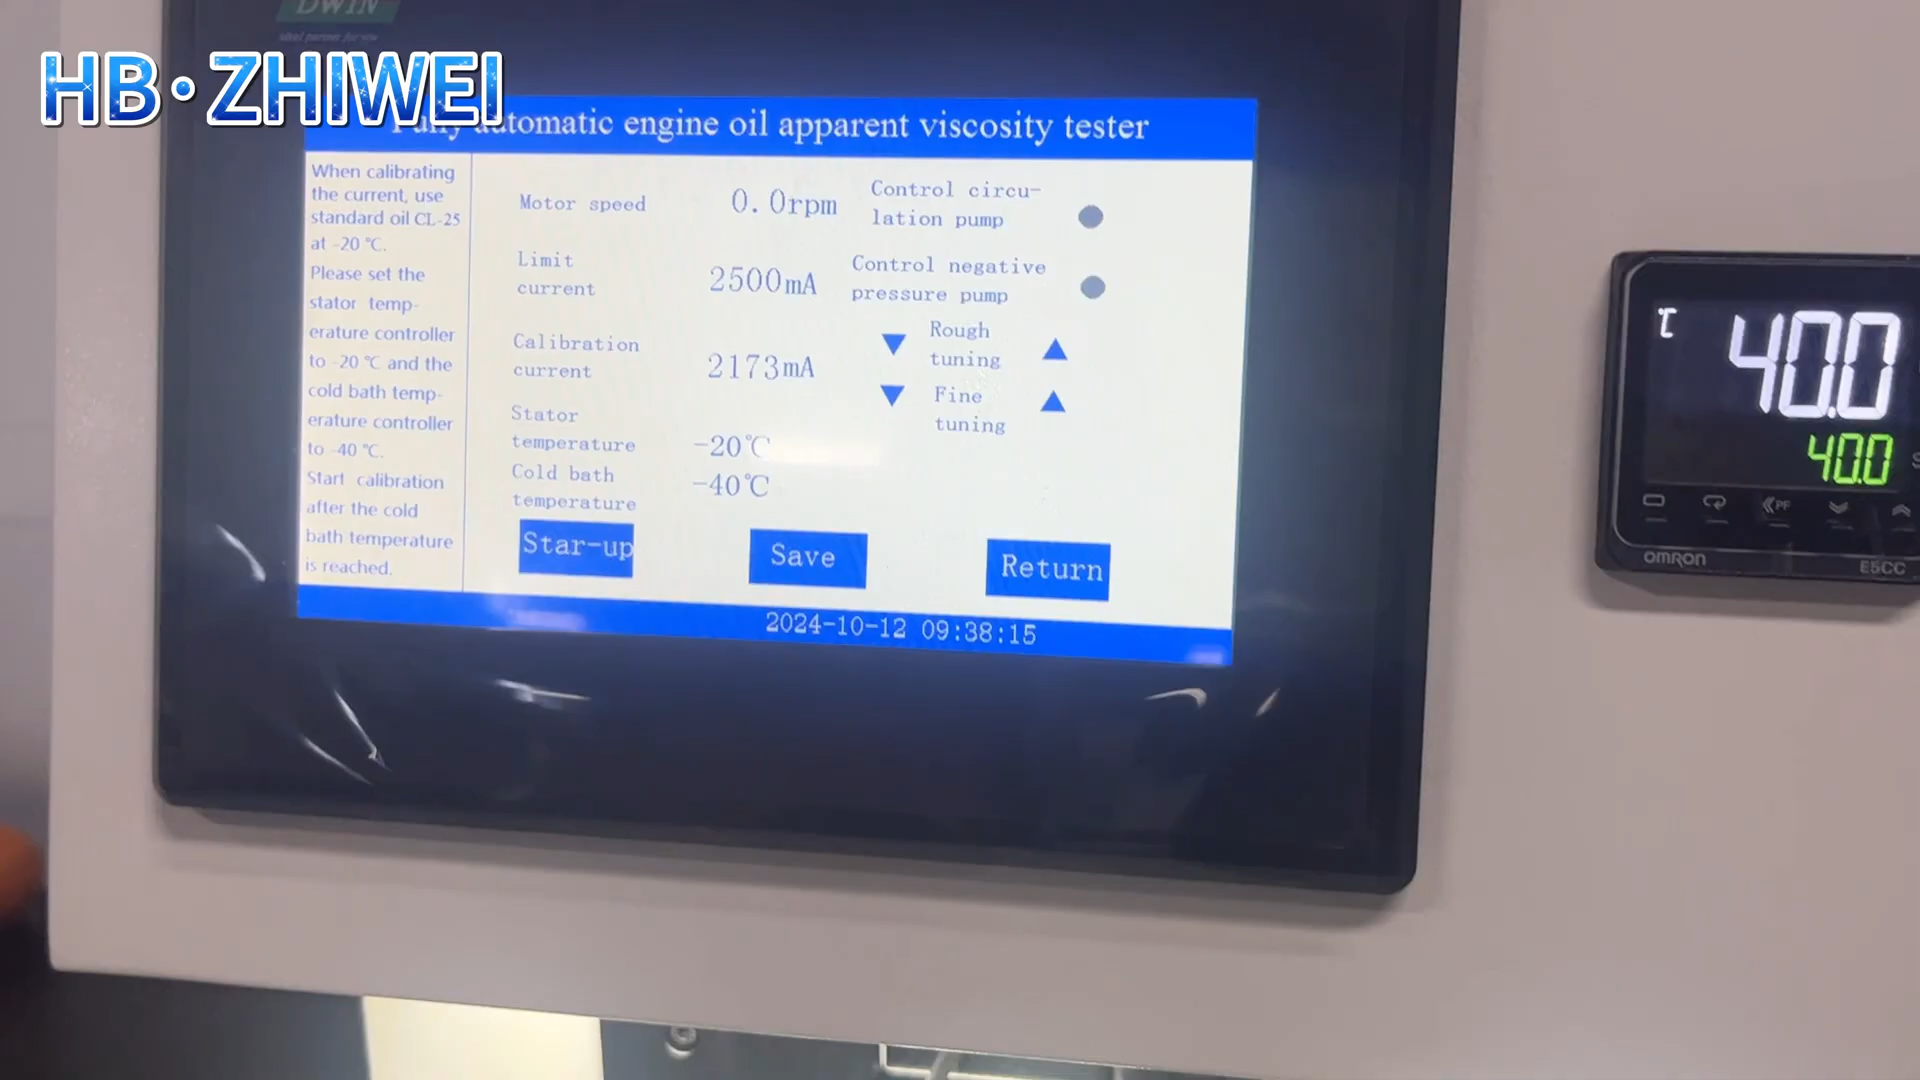 DWIN
HB·ZHIWEI
Fully automatic engine oil apparent viscosity tester
When calibrating
the current, use
standard oil CL-25
at -20 ℃.
Please set the
stator temp-
erature controller
to -20 ℃ and the
cold bath temp-
erature controller
to -40 ℃.
Start calibration
after the cold
bath temperature
is reached.
Motor speed 0.0rpm
Limit
current 2500mA
Calibration
current 2173mA
Stator
temperature -20℃
Cold bath
temperature -40℃
Control circu-
lation pump
Control negative
pressure pump
Rough
tuning
Fine
tuning
Star-up
Save
Return
2024-10-12 09:38:15
℃
40.0
40.0
PF
OMRON
E5CC